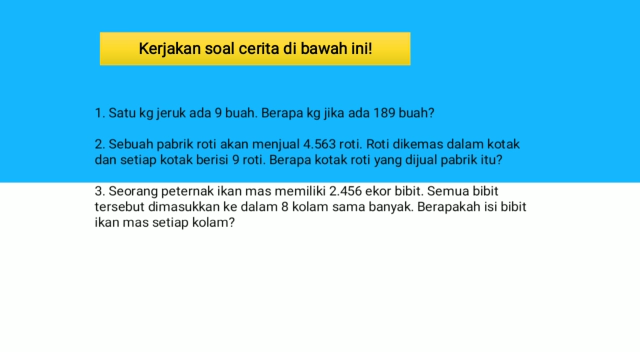 Kerjakan soal cerita di bawah ini!
1. Satu kg jeruk ada 9 buah. Berapa kg jika ada 189 buah?
2. Sebuah pabrik roti akan menjual 4.563 roti. Roti dikemas dalam kotak
dan setiap kotak berisi 9 roti. Berapa kotak roti yang dijual pabrik itu?
3. Seorang peternak ikan mas memiliki 2.456 ekor bibit. Semua bibit
tersebut dimasukkan ke dalam 8 kolam sama banyak. Berapakah isi bibit
ikan mas setiap kolam?